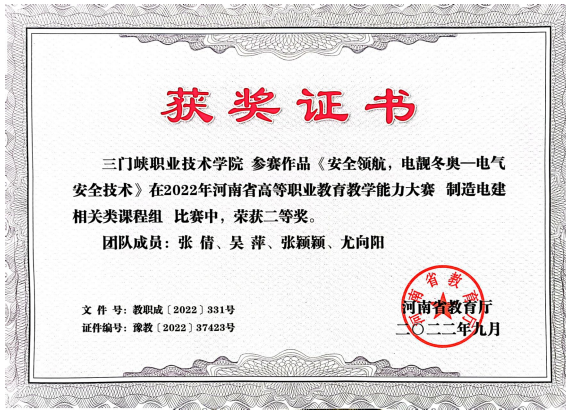 获奖证书
三门峡职业技术学院 参赛作品《安全领航，电靓冬奥—电气
安全技术》在2022年河南省高等职业教育教学能力大赛 制造电建
相关类课程组 比赛中，荣获二等奖。
团队成员：张 倩、吴 萍、张颖颖、尤向阳
文 件 号：教职成〔2022〕331号
证件编号：豫教〔2022〕37423号
河南省教育厅
河南省教育厅
二〇二二年九月